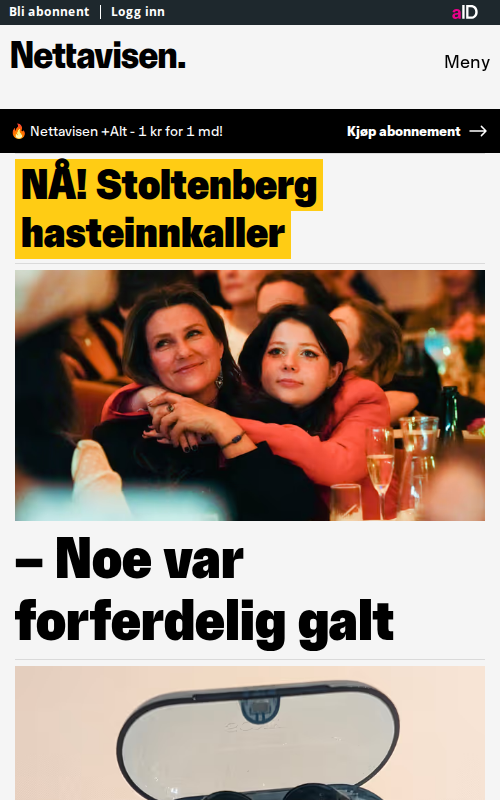 Bli abonnent | Logg inn
aID
Nettavisen.
Meny
🔥 Nettavisen +Alt - 1 kr for 1 md!
Kjøp abonnement →
NÅ! Stoltenberg
hasteinnkaller
– Noe var
forferdelig galt